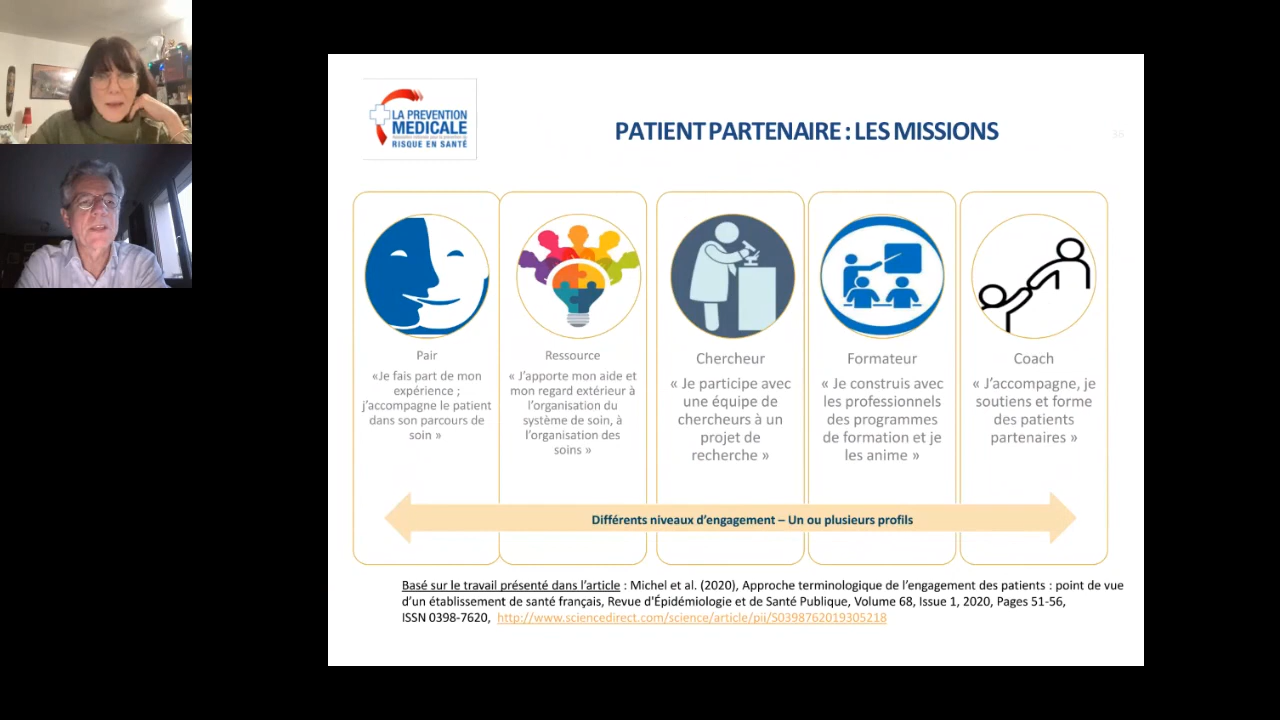 LA PREVENTION
MEDICALE
RISQUE EN SANTÉ
PATIENT PARTENAIRE : LES MISSIONS
36
Pair
«Je fais part de mon
expérience ;
j’accompagne le patient
dans son parcours de
soin »
Ressource
« J’apporte mon aide et
mon regard extérieur à
l’organisation du
système de soin, à
l’organisation des
soins »
Chercheur
« Je participe avec
une équipe de
chercheurs à un
projet de
recherche »
Formateur
« Je construis avec
les professionnels
des programmes
de formation et je
les anime »
Coach
« J’accompagne, je
soutiens et forme
des patients
partenaires »
Différents niveaux d’engagement – Un ou plusieurs profils
Basé sur le travail présenté dans l’article : Michel et al. (2020), Approche terminologique de l’engagement des patients : point de vue
d’un établissement de santé français, Revue d'Épidémiologie et de Santé Publique, Volume 68, Issue 1, 2020, Pages 51-56,
ISSN 0398-7620, http://www.sciencedirect.com/science/article/pii/S0398762019305218